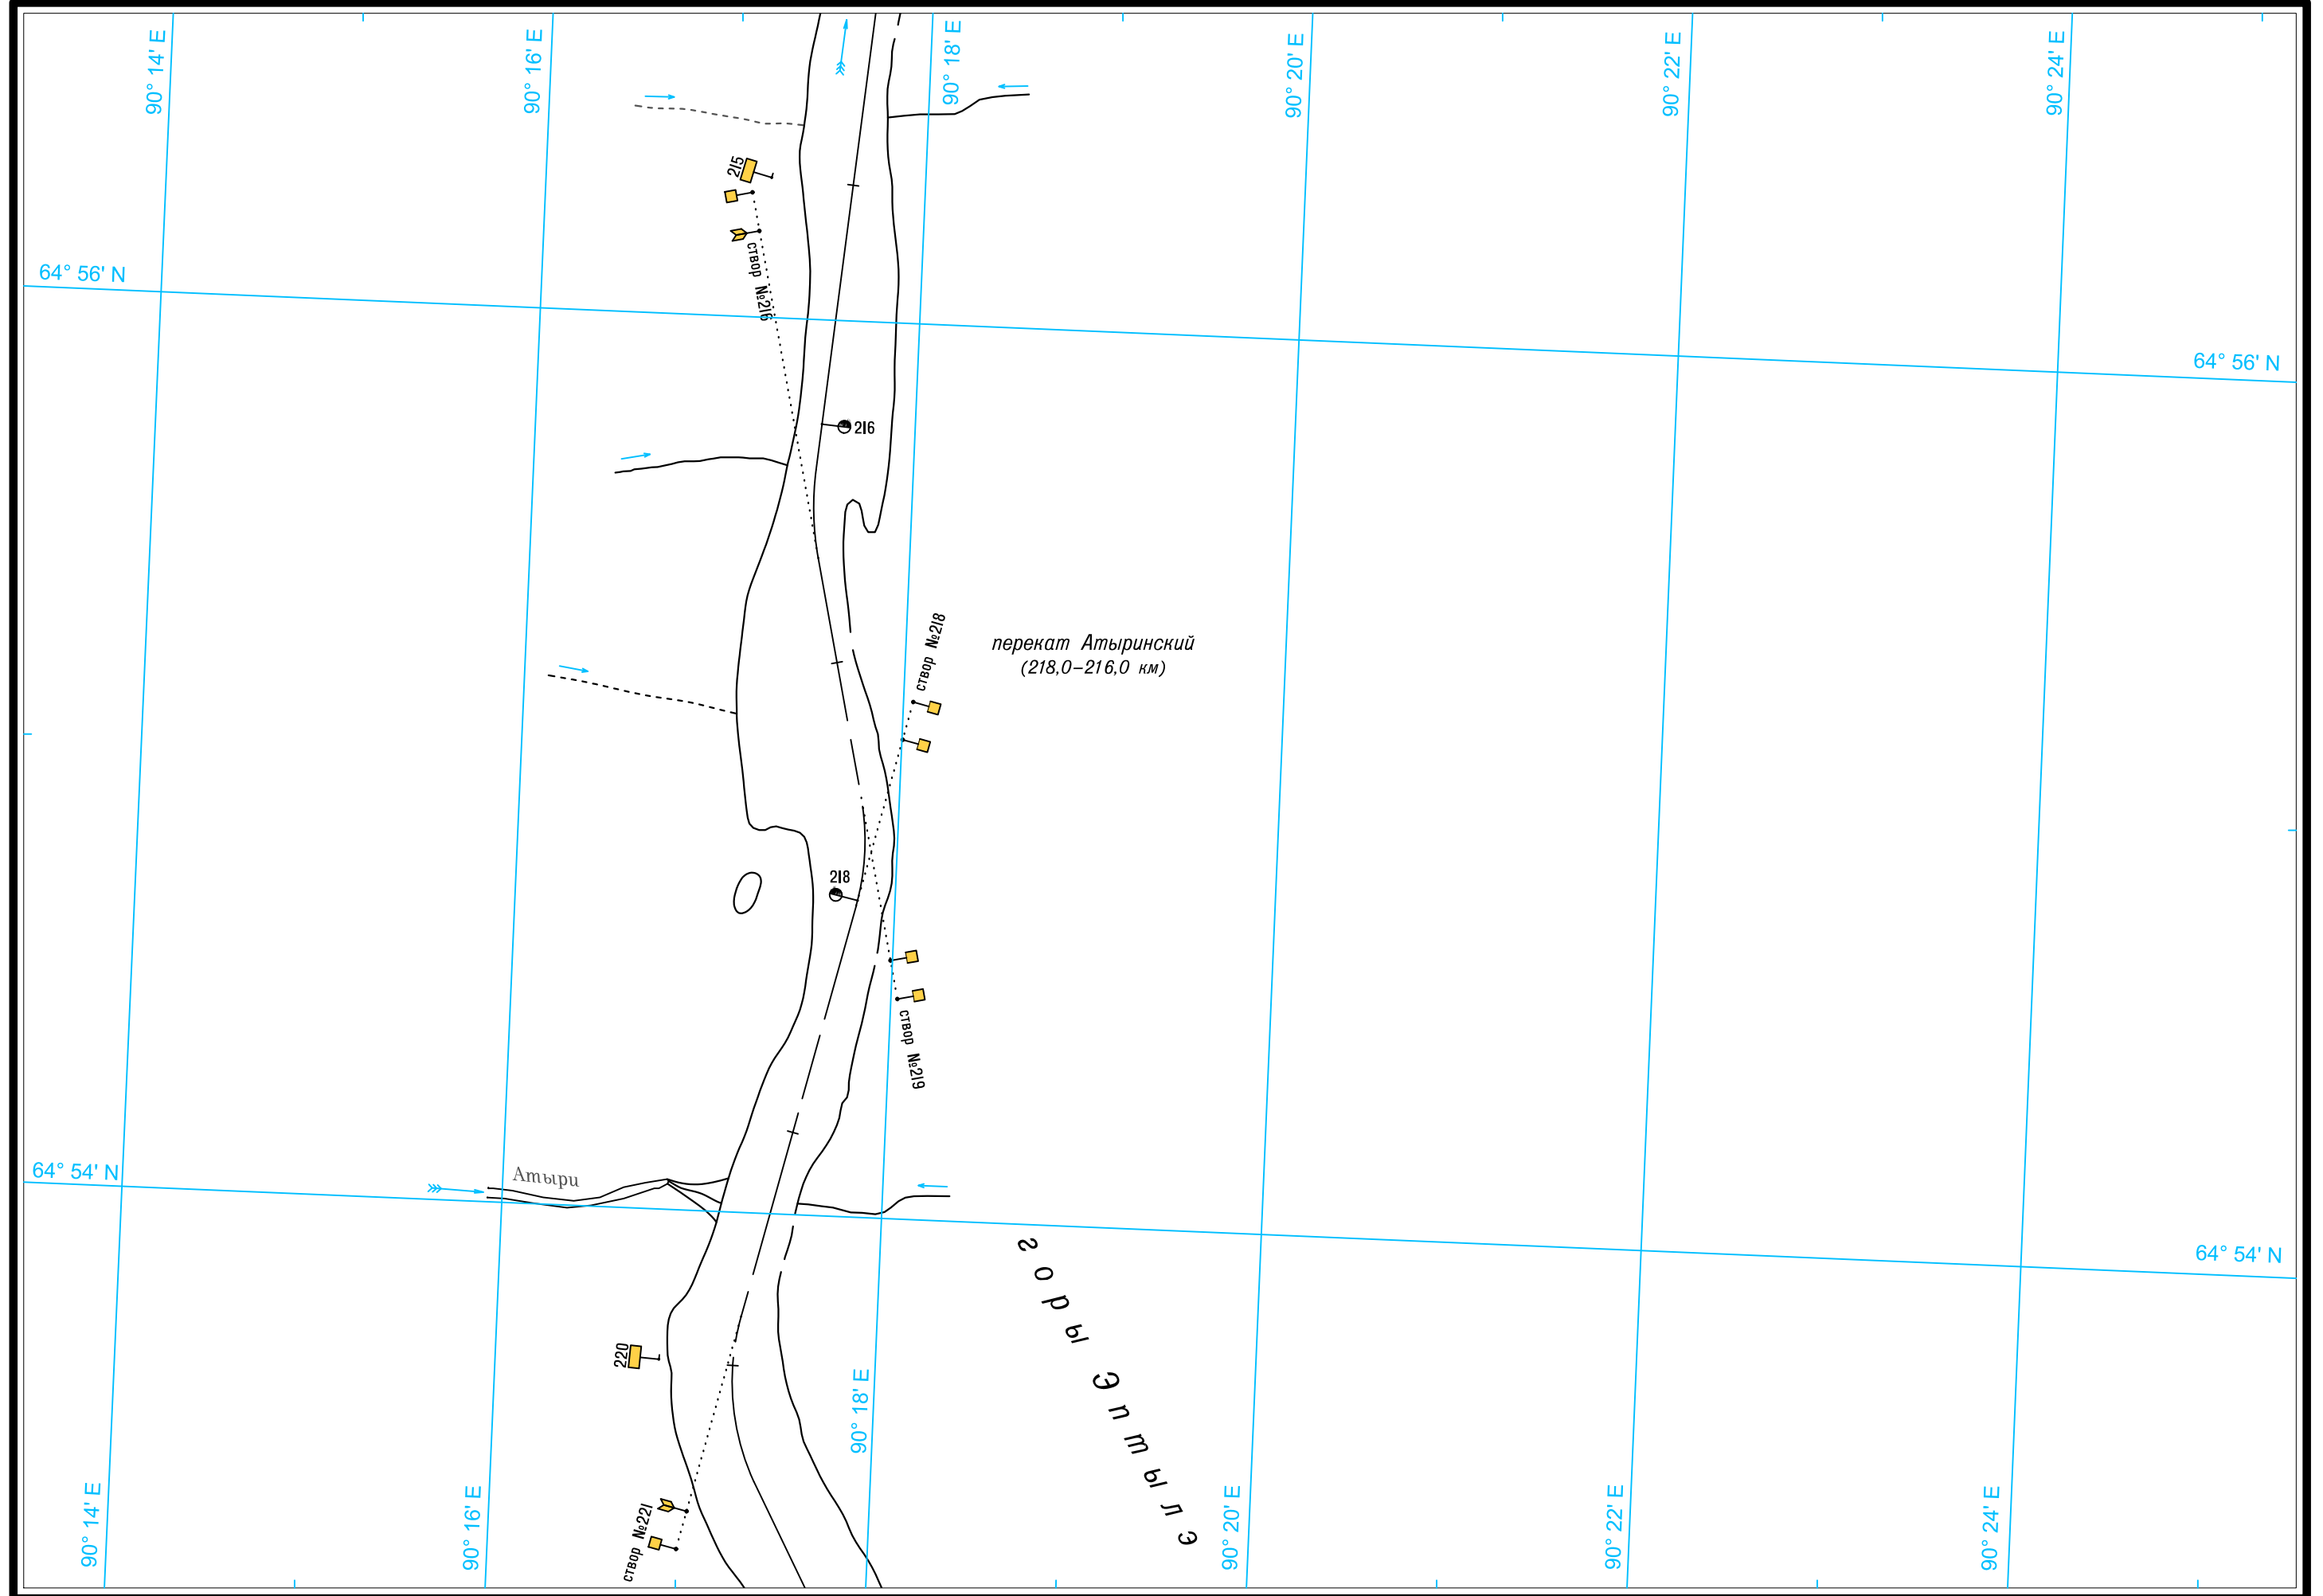 90° 14' E
90° 16' E
90° 18' E
90° 20' E
90° 22' E
90° 24' E
215
створ №216
64° 56' N
64° 56' N
216
створ №218
перекат Атыринский
(218,0–216,0 км)
218
створ №219
64° 54' N
Атыри
64° 54' N
горы Эптылэ
220
створ №221
90° 14' E
90° 16' E
90° 18' E
90° 20' E
90° 22' E
90° 24' E